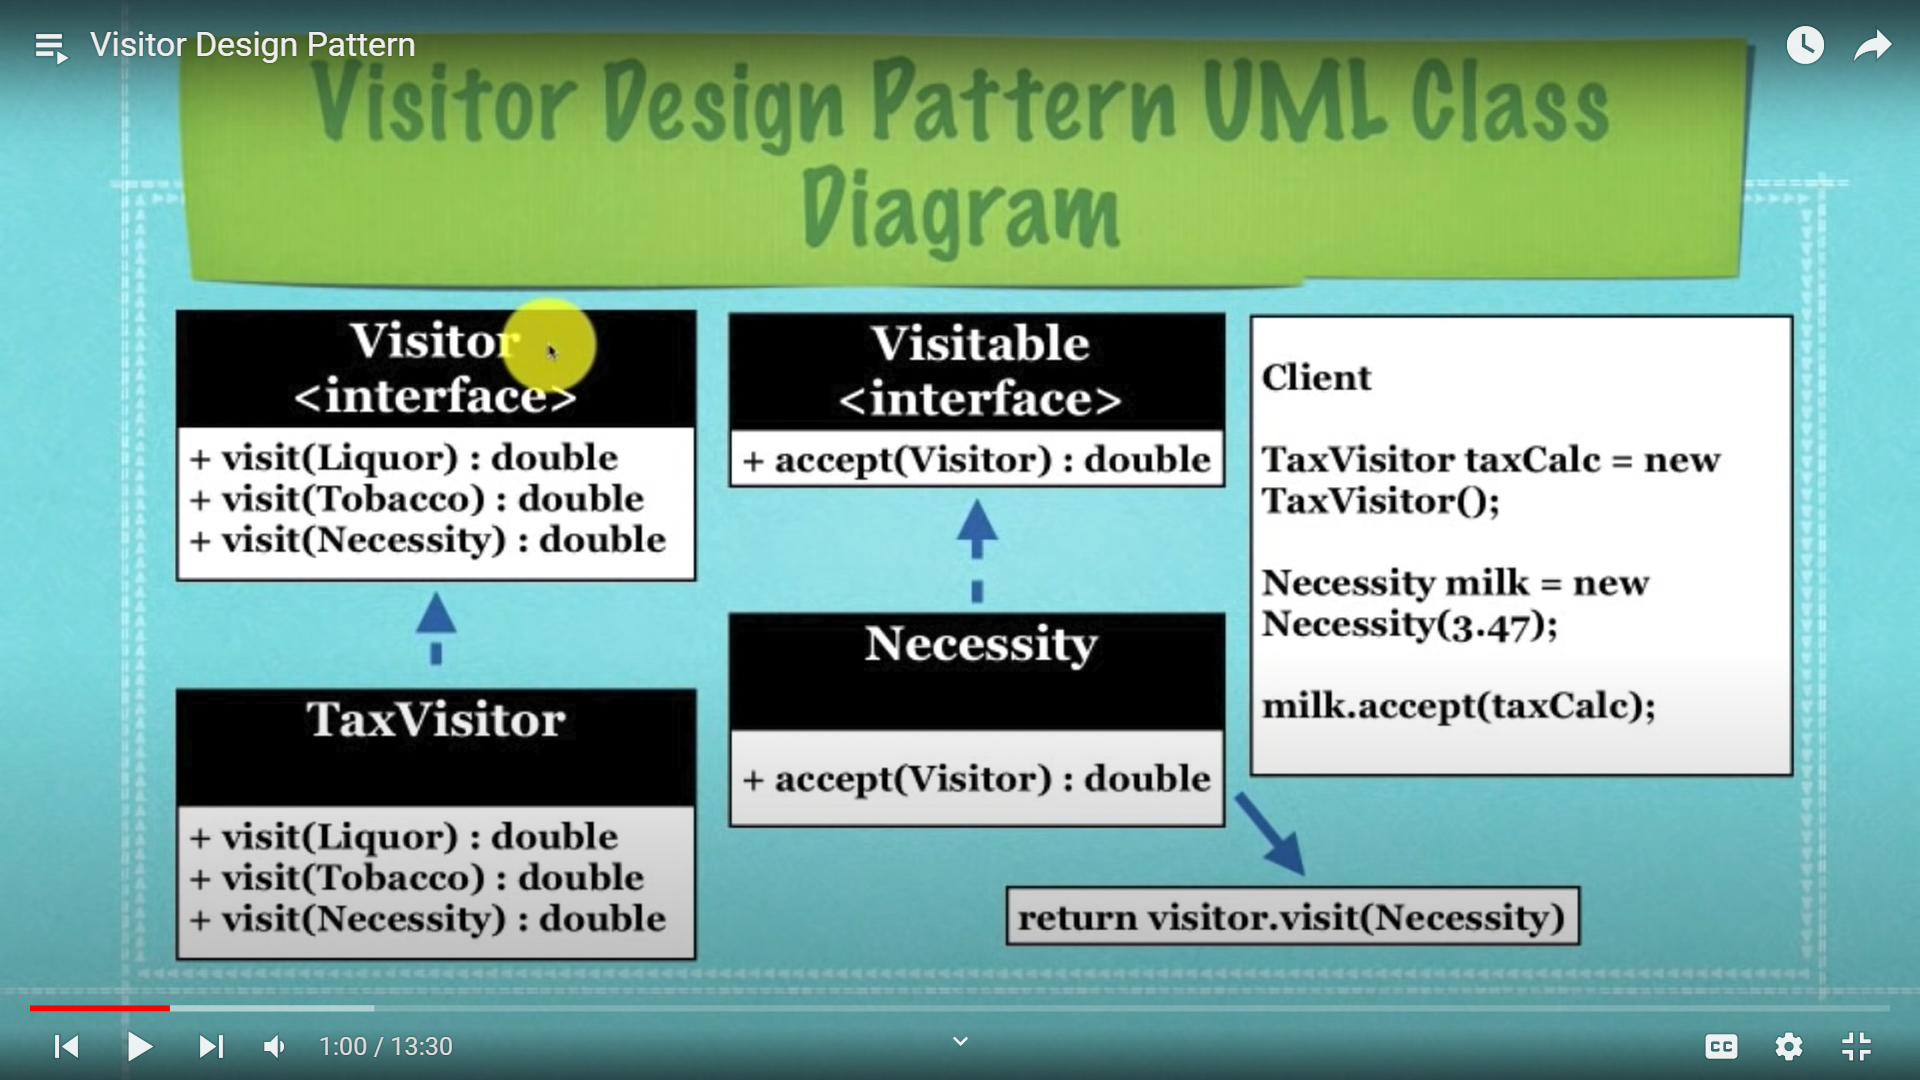 Visitor Design Pattern
Visitor Design Pattern UML Class
Diagram
Visitor
<interface>
+ visit(Liquor) : double
+ visit(Tobacco) : double
+ visit(Necessity) : double
TaxVisitor
+ visit(Liquor) : double
+ visit(Tobacco) : double
+ visit(Necessity) : double
Visitable
<interface>
+ accept(Visitor) : double
Necessity
+ accept(Visitor) : double
return visitor.visit(Necessity)
Client
TaxVisitor taxCalc = new
TaxVisitor();
Necessity milk = new
Necessity(3.47);
milk.accept(taxCalc);
1:00 / 13:30
CC